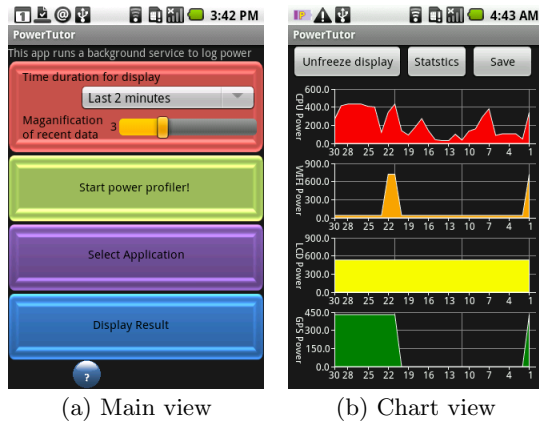 1 @ 3:42 PM
PowerTutor
This app runs a background service to log power
Time duration for display
Last 2 minutes
Maganification
of recent data
3
Start power profiler!
Select Application
Display Result
?
(a) Main view
IP 4:43 AM
PowerTutor
Unfreeze display Statstics Save
CPU Power
600.0
400.0
200.0
0.0
30 28 25 22 19 16 13 10 7 4 1
WIFI Power
900.0
600.0
300.0
0.0
30 28 25 22 19 16 13 10 7 4 1
LCD Power
900.0
600.0
300.0
0.0
30 28 25 22 19 16 13 10 7 4 1
GPS Power
450.0
300.0
150.0
0.0
30 28 25 22 19 16 13 10 7 4 1
(b) Chart view